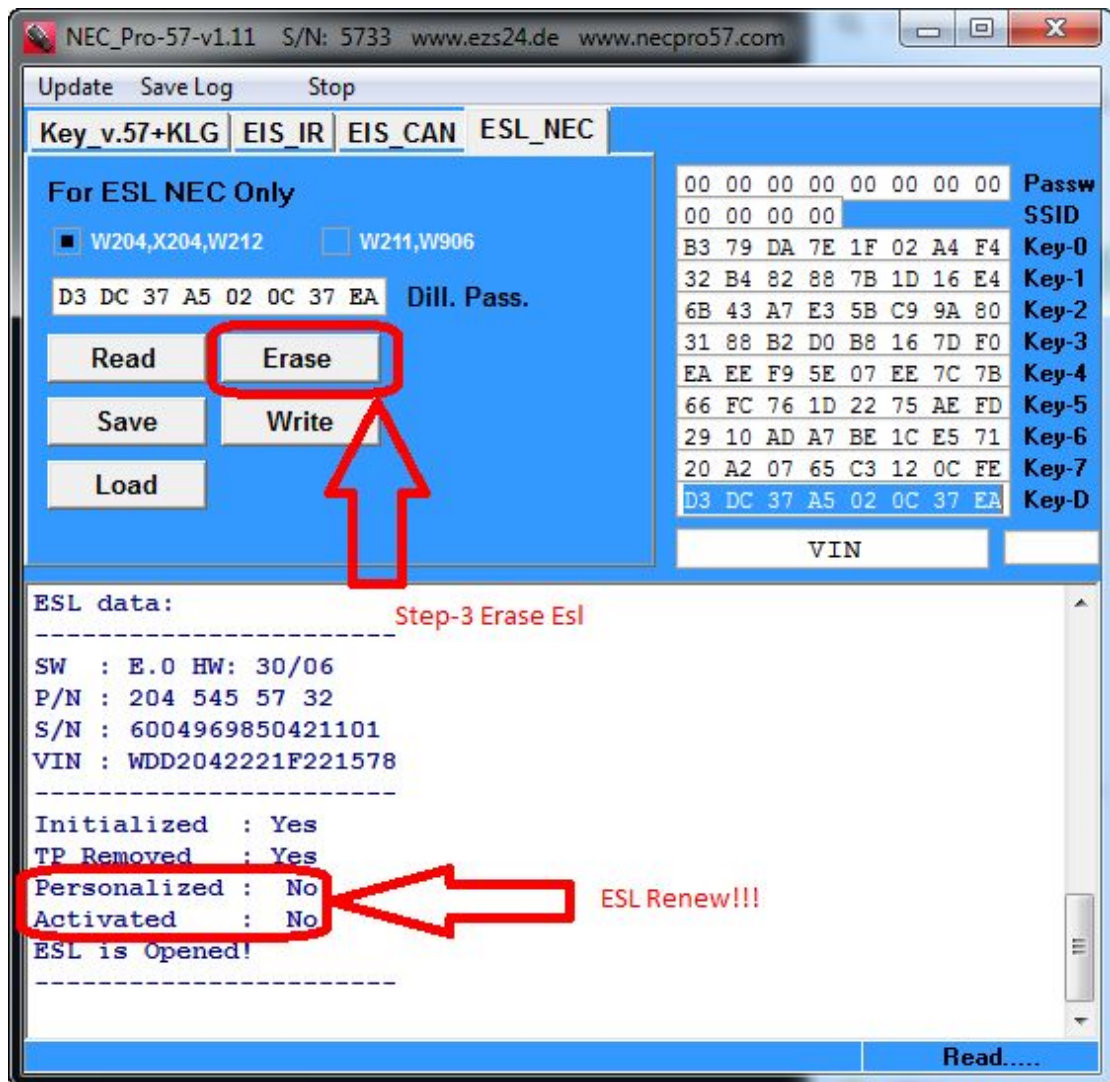 NEC_Pro-57-v1.11 S/N: 5733 www.ezs24.de www.necpro57.com
Update Save Log Stop
Key_v.57+KLG EIS_IR EIS_CAN ESL_NEC
For ESL NEC Only
W204,X204,W212 W211,W906
D3 DC 37 A5 02 0C 37 EA Dill. Pass.
Read Erase
Save Write
Load
00 00 00 00 00 00 00 00 Passw
00 00 00 00 SSID
B3 79 DA 7E 1F 02 A4 F4 Key-0
32 B4 82 88 7B 1D 16 E4 Key-1
6B 43 A7 E3 5B C9 9A 80 Key-2
31 88 B2 D0 B8 16 7D F0 Key-3
EA EE F9 5E 07 EE 7C 7B Key-4
66 FC 76 1D 22 75 AE FD Key-5
29 10 AD A7 BE 1C E5 71 Key-6
20 A2 07 65 C3 12 0C FE Key-7
D3 DC 37 A5 02 0C 37 EA Key-D
VIN
ESL data:
Step-3 Erase Esl
------------------------
SW : E.0 HW: 30/06
P/N : 204 545 57 32
S/N : 6004969850421101
VIN : WDD2042221F221578
------------------------
Initialized : Yes
TP Removed : Yes
Personalized : No
Activated : No
ESL Renew!!!
ESL is Opened!
------------------------
Read.....